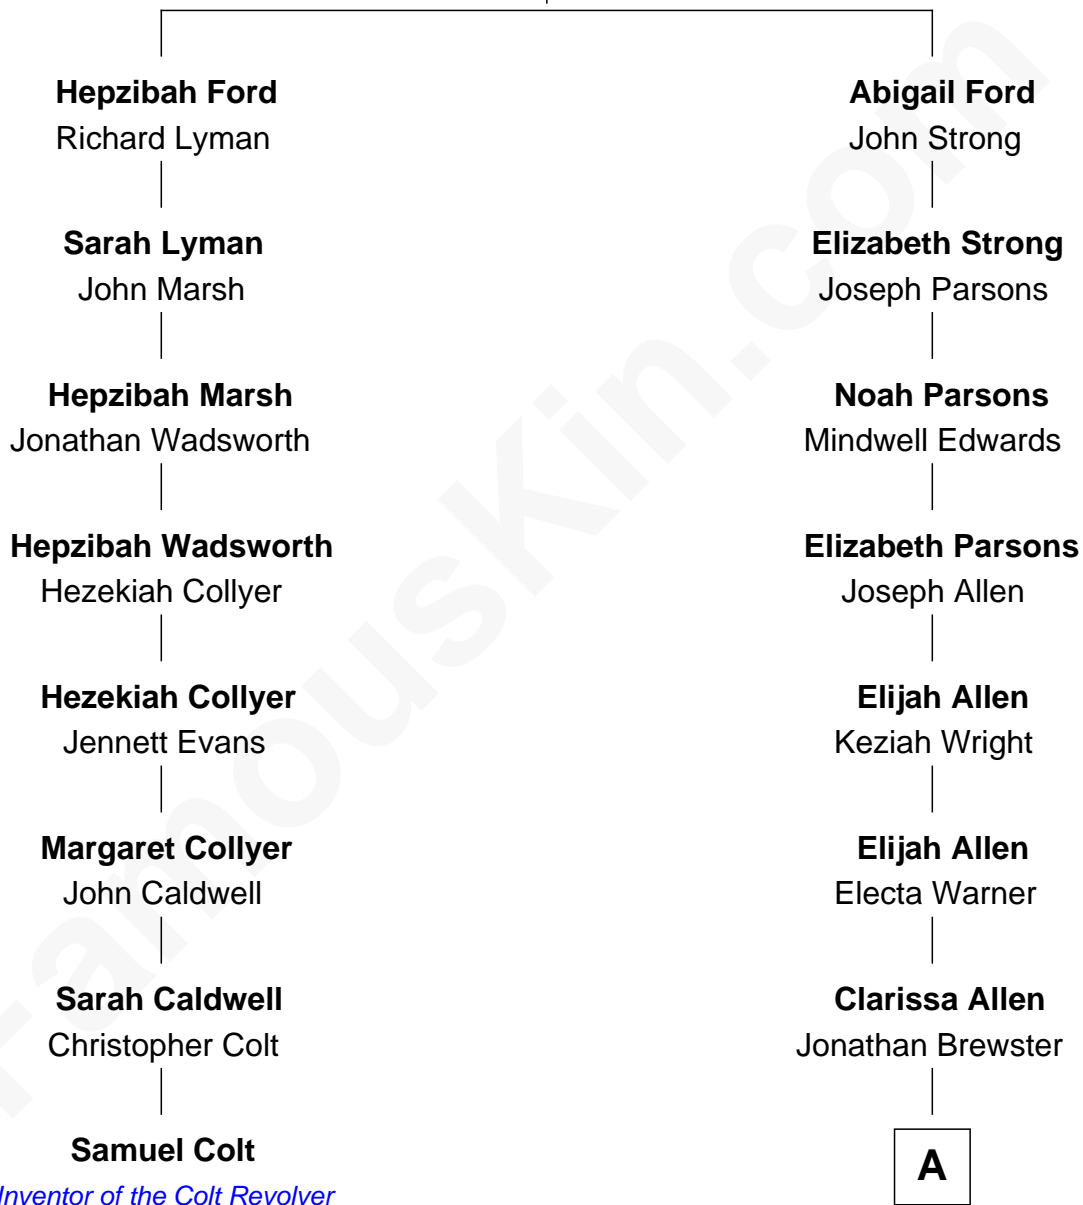 Hepzibah Ford
Richard Lyman
Sarah Lyman
John Marsh
Hepzibah Marsh
Jonathan Wadsworth
Hepzibah Wadsworth
Hezekiah Collyer
Hezekiah Collyer
Jennett Evans
Margaret Collyer
John Caldwell
Sarah Caldwell
Christopher Colt
Samuel Colt
Inventor of the Colt Revolver
Abigail Ford
John Strong
Elizabeth Strong
Joseph Parsons
Noah Parsons
Mindwell Edwards
Elizabeth Parsons
Joseph Allen
Elijah Allen
Keziah Wright
Elijah Allen
Electa Warner
Clarissa Allen
Jonathan Brewster
A
FamousKin.com